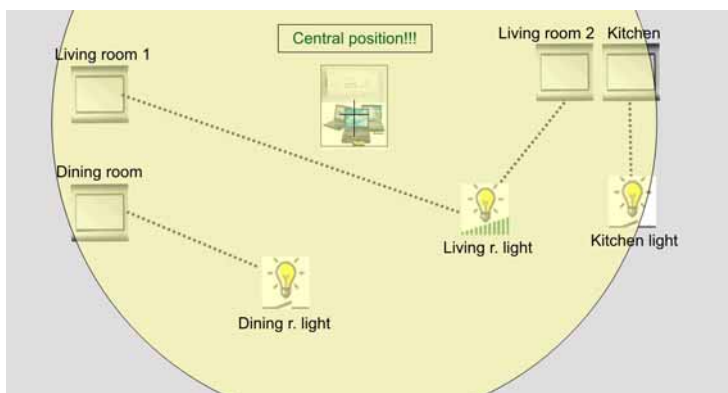 Central position!!!
Living room 1
Living room 2
Kitchen
Dining room
Living r. light
Kitchen light
Dining r. light